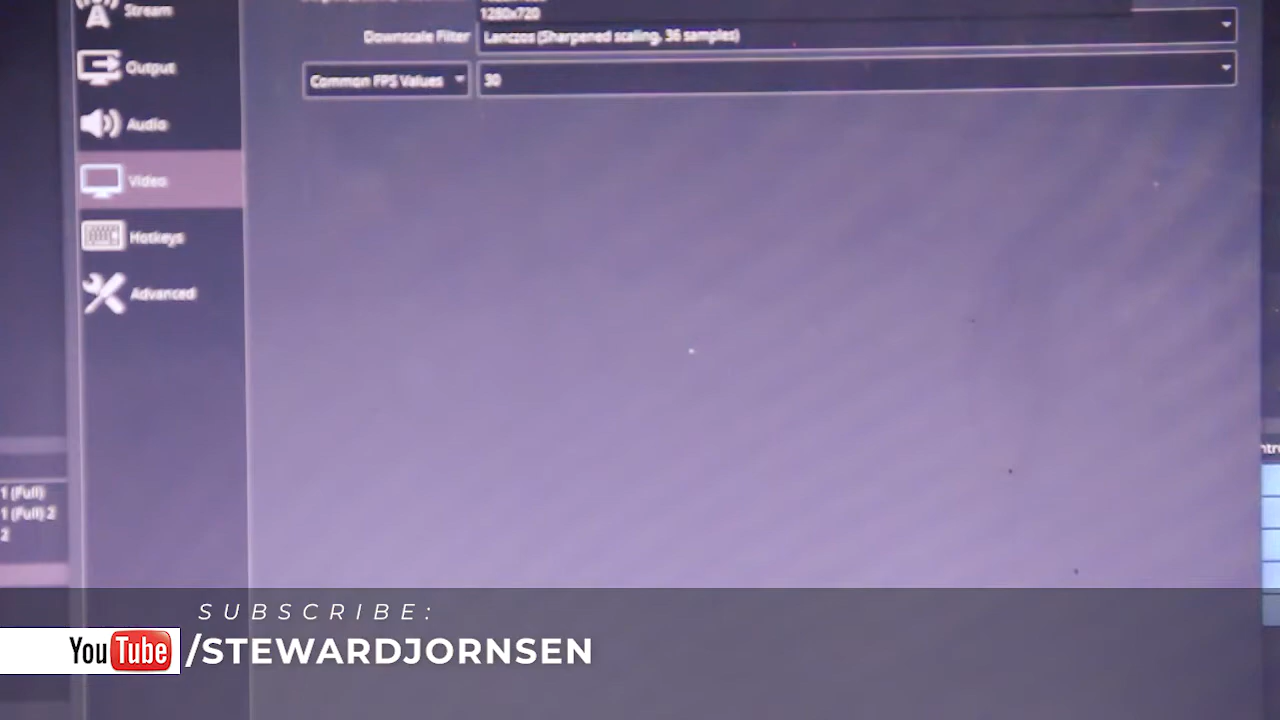 Stream
1280x720
Downscale Filter
Lanczos (Sharpened scaling, 36 samples)
Output
Common FPS Values
30
Audio
Video
Hotkeys
Advanced
1 (Full)
1 (Full) 2
2
SUBSCRIBE:
YouTube /STEWARDJORNSEN